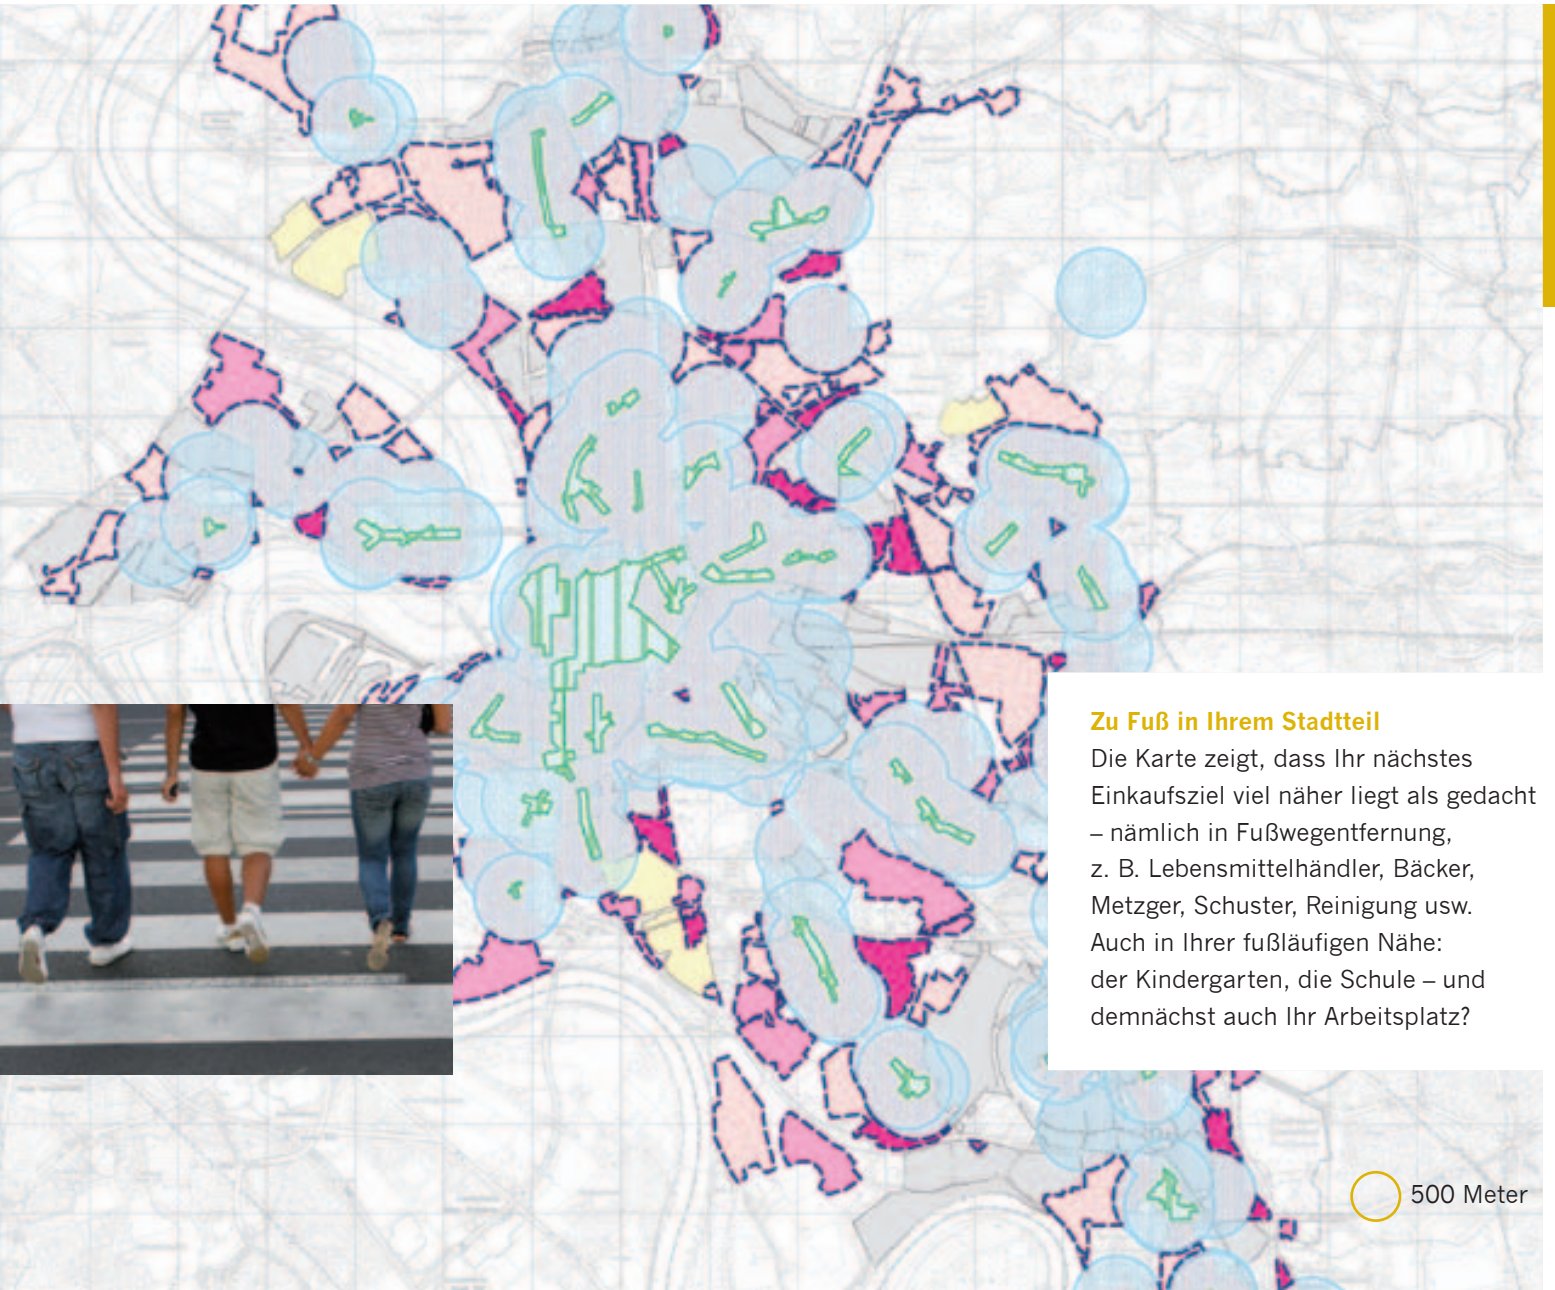 Zu Fuß in Ihrem Stadtteil
Die Karte zeigt, dass Ihr nächstes
Einkaufsziel viel näher liegt als gedacht
– nämlich in Fußwegentfernung,
z. B. Lebensmittelhändler, Bäcker,
Metzger, Schuster, Reinigung usw.
Auch in Ihrer fußläufigen Nähe:
der Kindergarten, die Schule – und
demnächst auch Ihr Arbeitsplatz?
500 Meter